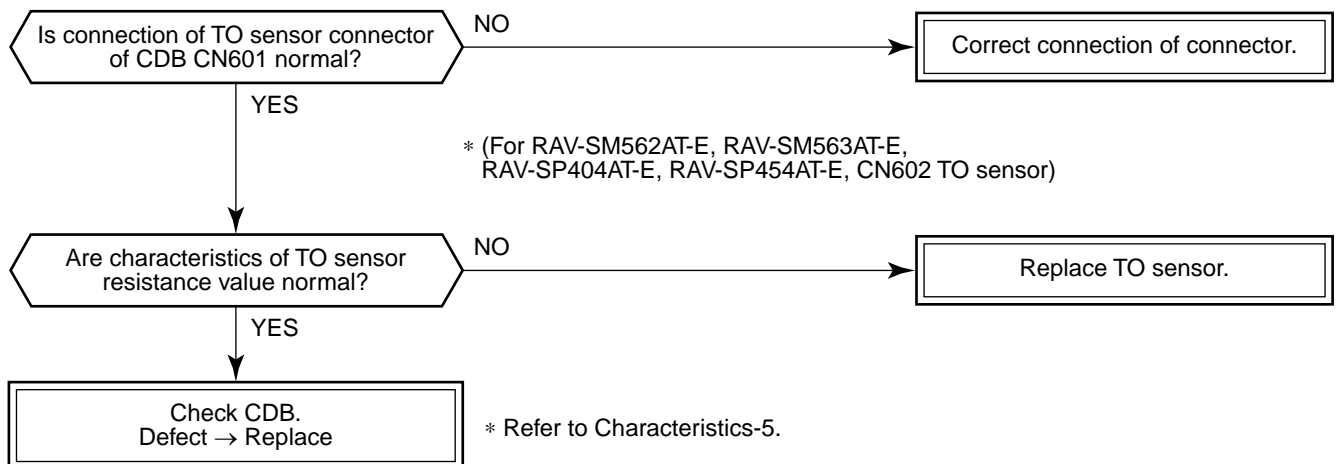 Is connection of TO sensor connector
of CDB CN601 normal?
NO
Correct connection of connector.
YES
* (For RAV-SM562AT-E, RAV-SM563AT-E,
RAV-SP404AT-E, RAV-SP454AT-E, CN602 TO sensor)
Are characteristics of TO sensor
resistance value normal?
NO
Replace TO sensor.
YES
Check CDB.
Defect → Replace
* Refer to Characteristics-5.